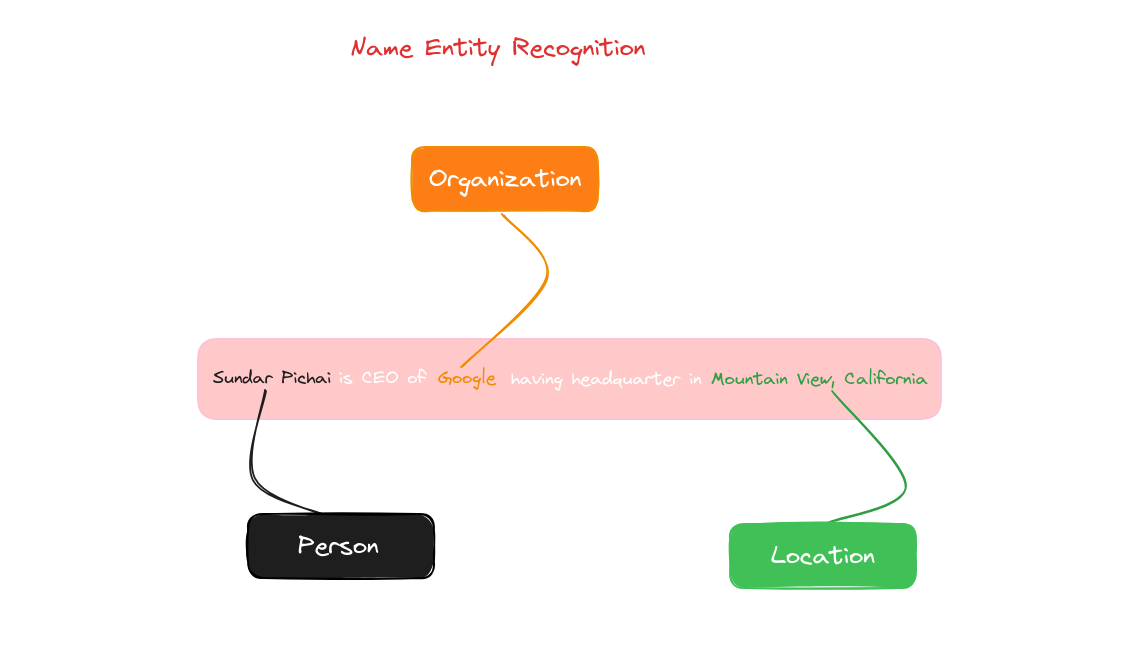 Name Entity Recognition
Organization
Sundar Pichai is CEO of Google having headquarter in Mountain View, California
Person
Location